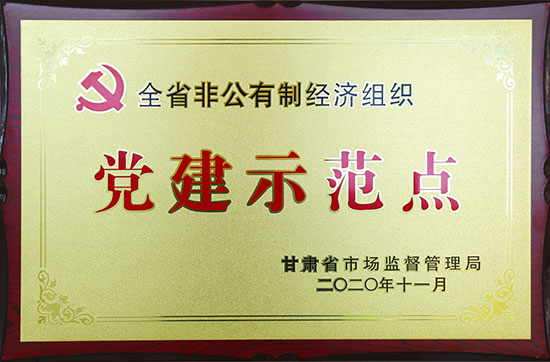 全省非公有制经济组织
党建示范点
甘肃省市场监督管理局
二〇二〇年十一月